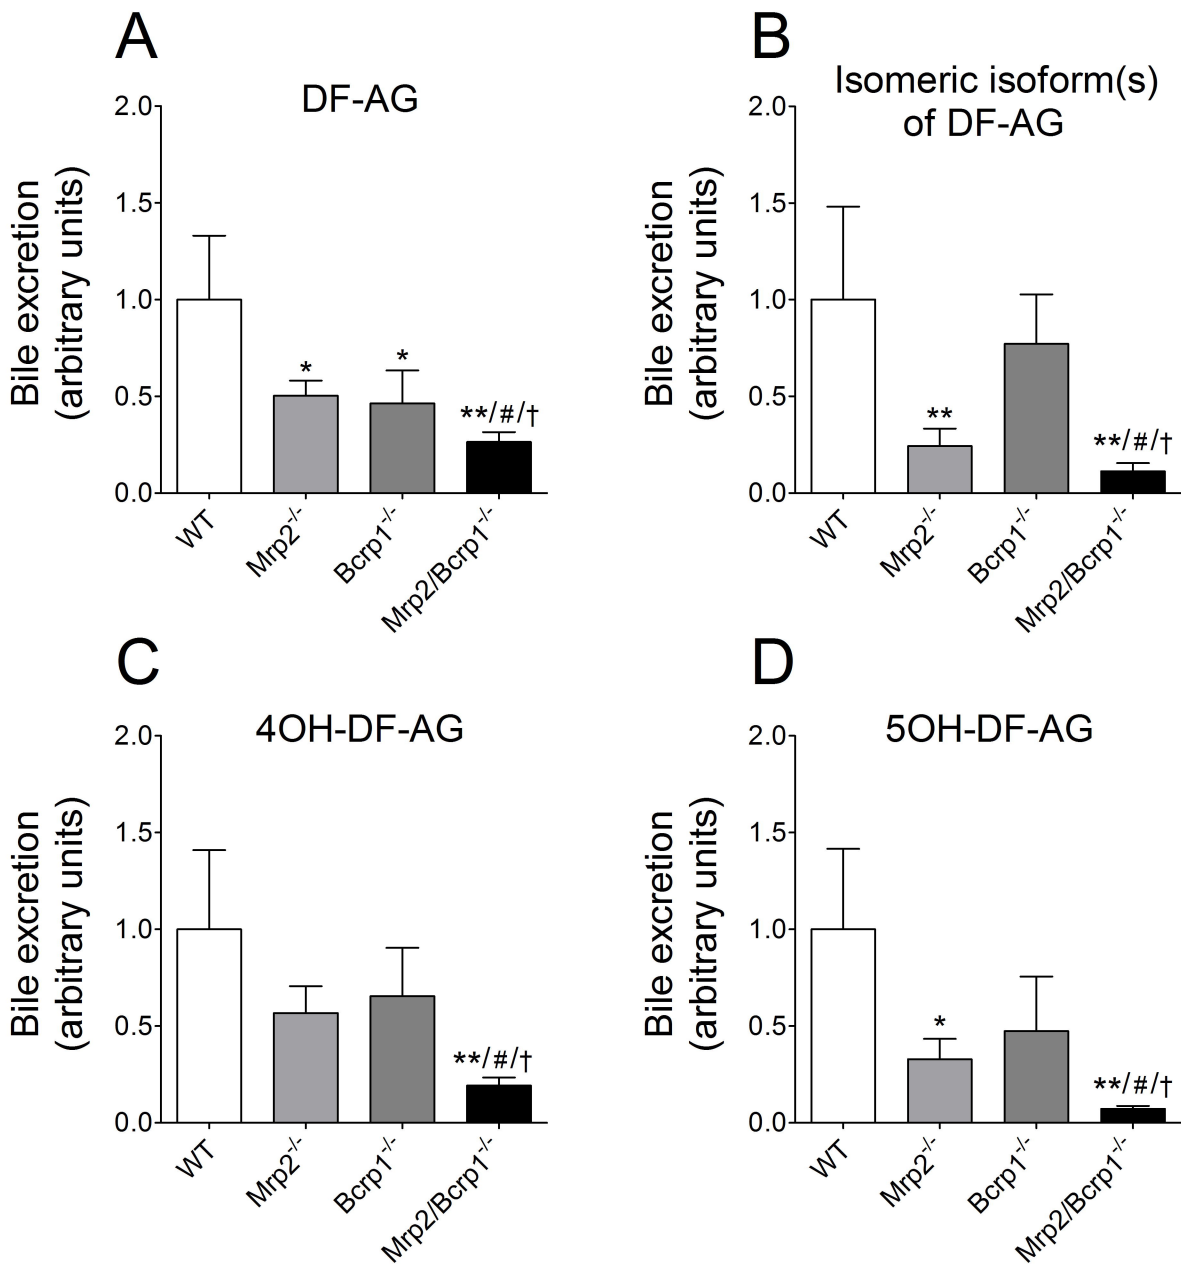 A
DF-AG
Bile excretion
(arbitrary units)
2.0
1.5
1.0
0.5
0.0
*
*
**/#/†
WT
Mrp2-/-
Bcrp1-/-
Mrp2/Bcrp1-/-
B
Isomeric isoform(s)
of DF-AG
Bile excretion
(arbitrary units)
2.0
1.5
1.0
0.5
0.0
**
**/#/†
WT
Mrp2-/-
Bcrp1-/-
Mrp2/Bcrp1-/-
C
4OH-DF-AG
Bile excretion
(arbitrary units)
2.0
1.5
1.0
0.5
0.0
**/#/†
WT
Mrp2-/-
Bcrp1-/-
Mrp2/Bcrp1-/-
D
5OH-DF-AG
Bile excretion
(arbitrary units)
2.0
1.5
1.0
0.5
0.0
*
**/#/†
WT
Mrp2-/-
Bcrp1-/-
Mrp2/Bcrp1-/-